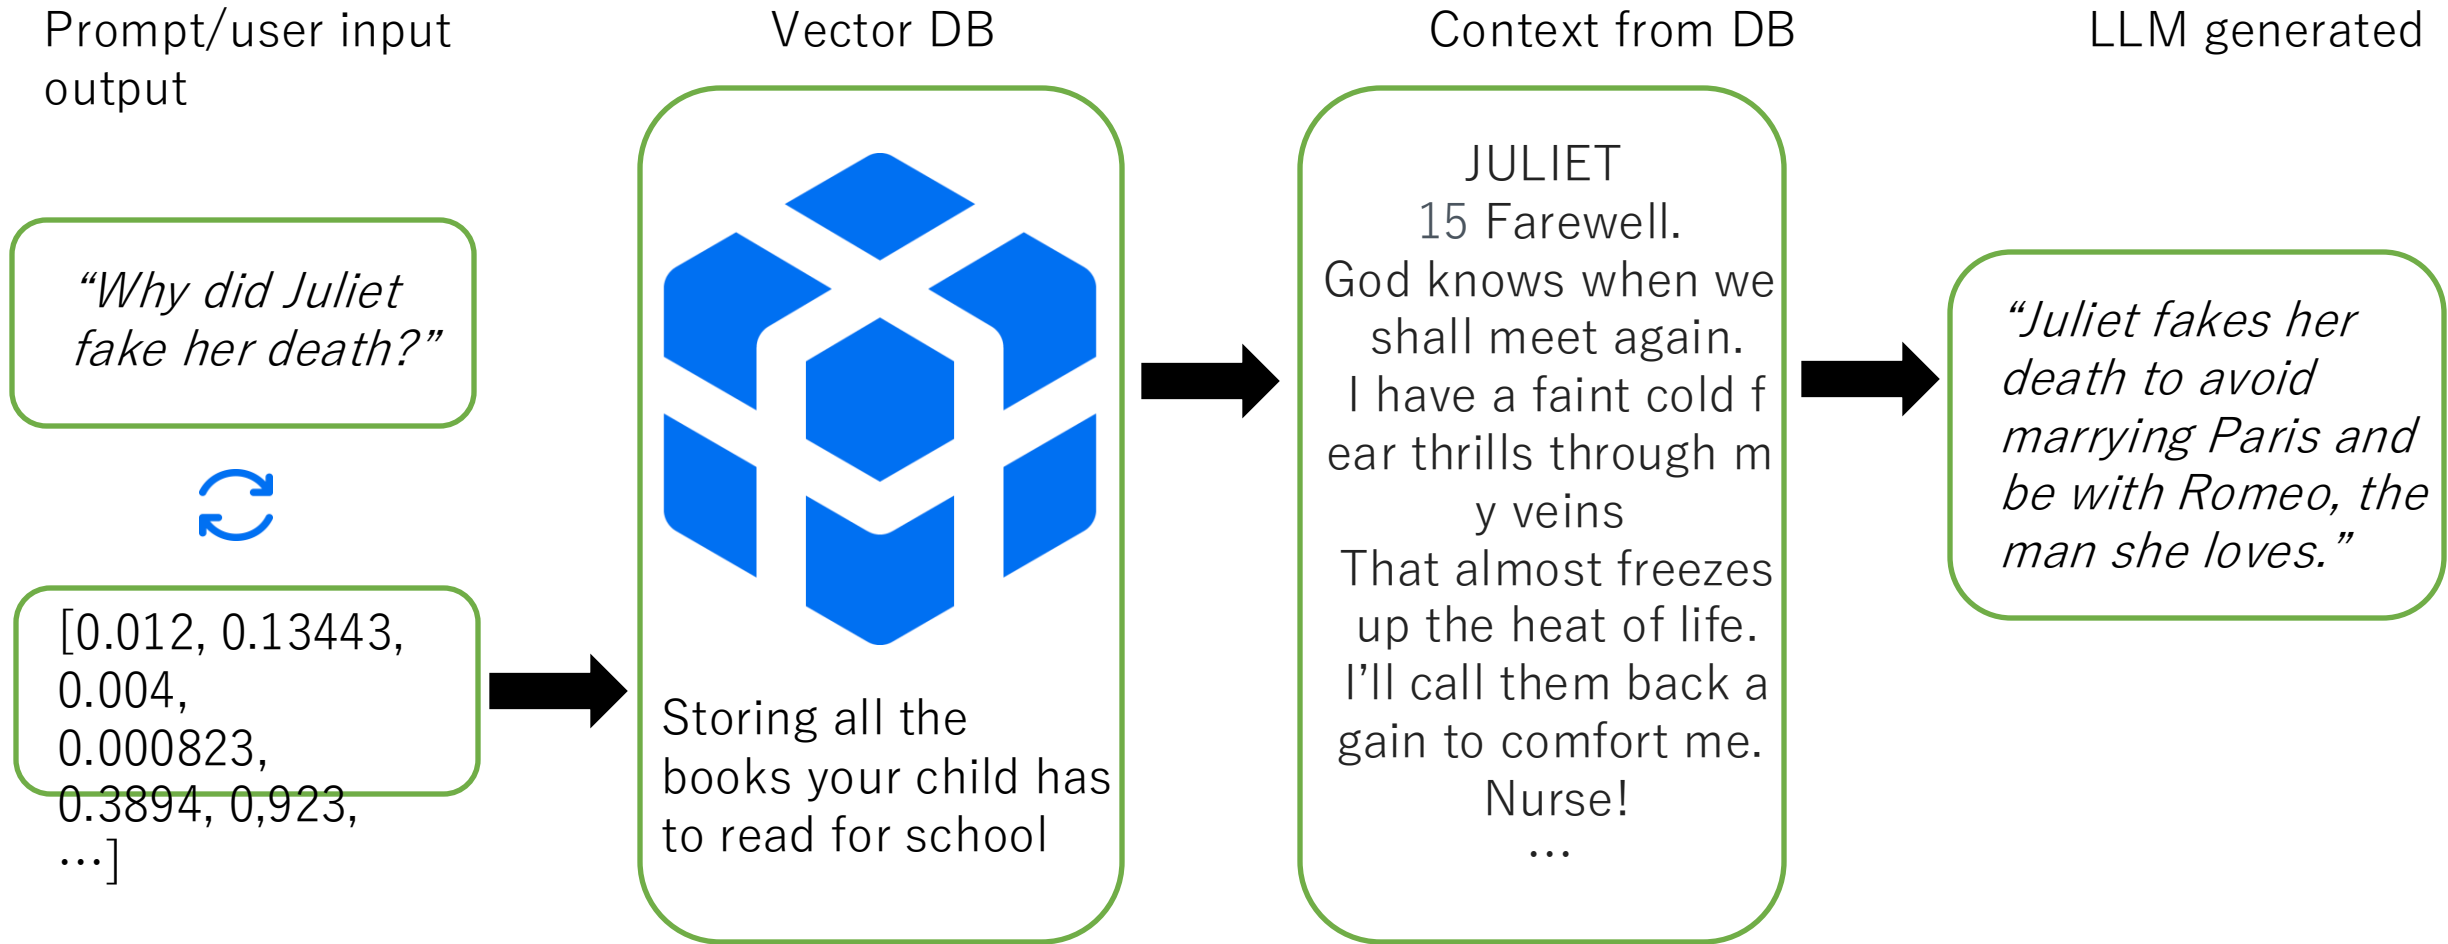 Prompt/user input
output
Vector DB
Context from DB
LLM generated
“Why did Juliet
fake her death?”
[0.012, 0.13443,
0.004,
0.000823,
0.3894, 0,923,
…]
Storing all the
books your child has
to read for school
JULIET
15 Farewell.
God knows when we
shall meet again.
I have a faint cold f
ear thrills through m
y veins
That almost freezes
up the heat of life.
I’ll call them back a
gain to comfort me.
Nurse!
…
“Juliet fakes her
death to avoid
marrying Paris and
be with Romeo, the
man she loves.”